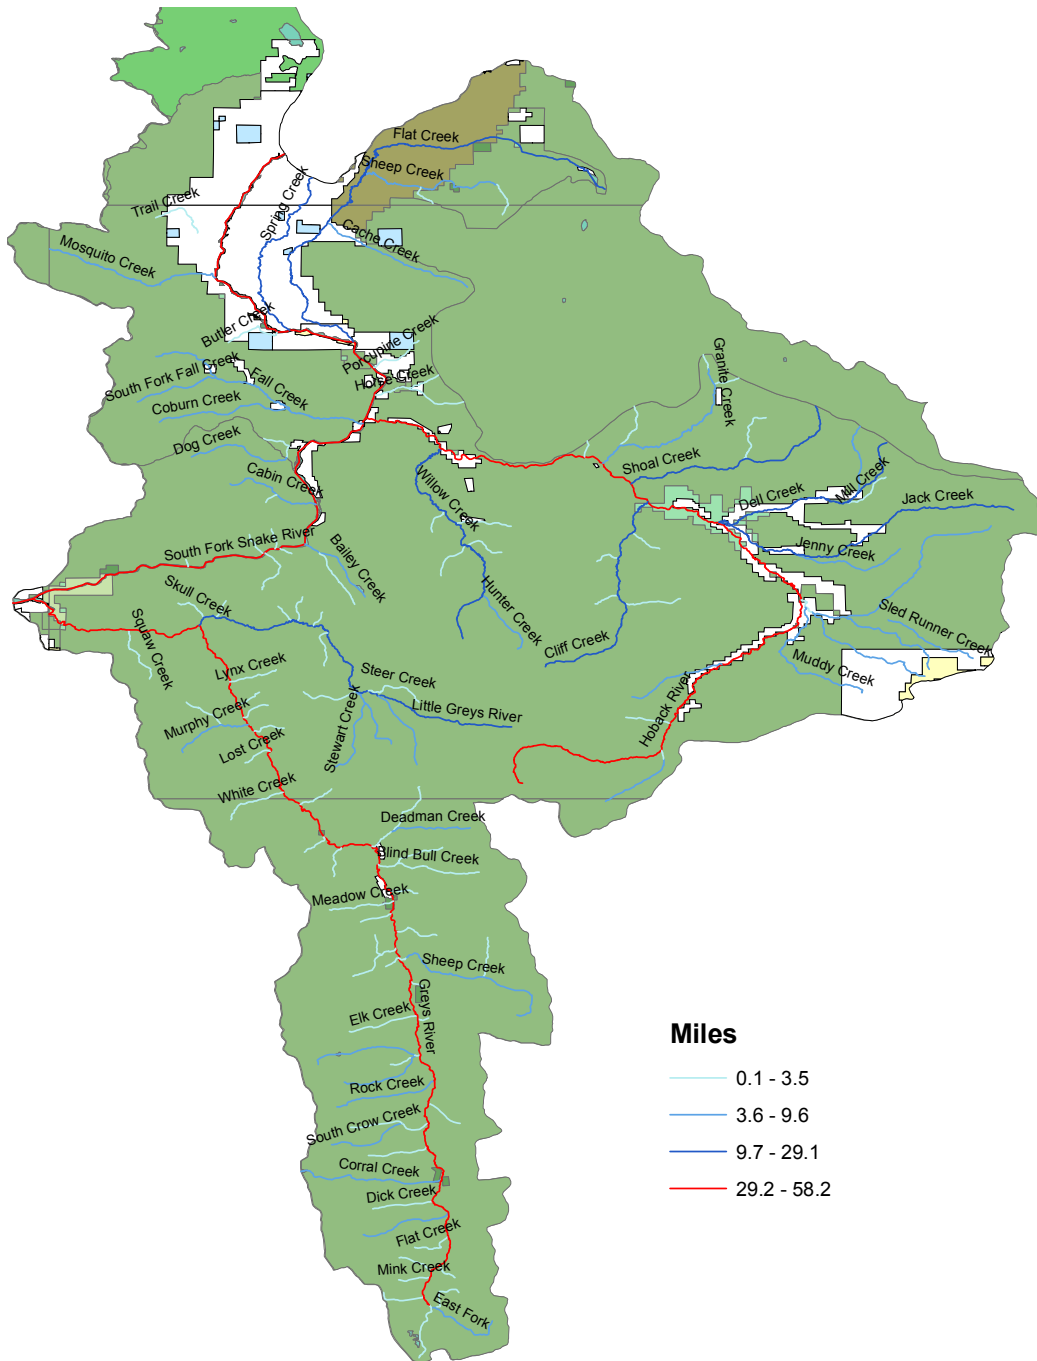 Flat Creek
Sheep Creek
Trail Creek
Spring Creek
Cache Creek
Mosquito Creek
Butler Creek
Porcupine Creek
Horse Creek
South Fork Fall Creek
Fall Creek
Coburn Creek
Granite Creek
Dog Creek
Cabin Creek
Willow Creek
Shoal Creek
Dell Creek
Mill Creek
Jack Creek
South Fork Snake River
Bailey Creek
Jenny Creek
Skull Creek
Squaw Creek
Hunter Creek
Cliff Creek
Sled Runner Creek
Muddy Creek
Lynx Creek
Steer Creek
Little Greys River
Hoback River
Murphy Creek
Lost Creek
Stewart Creek
White Creek
Deadman Creek
Blind Bull Creek
Meadow Creek
Sheep Creek
Greys River
Elk Creek
Rock Creek
South Crow Creek
Corral Creek
Dick Creek
Flat Creek
Mink Creek
East Fork
Miles
0.1 - 3.5
3.6 - 9.6
9.7 - 29.1
29.2 - 58.2